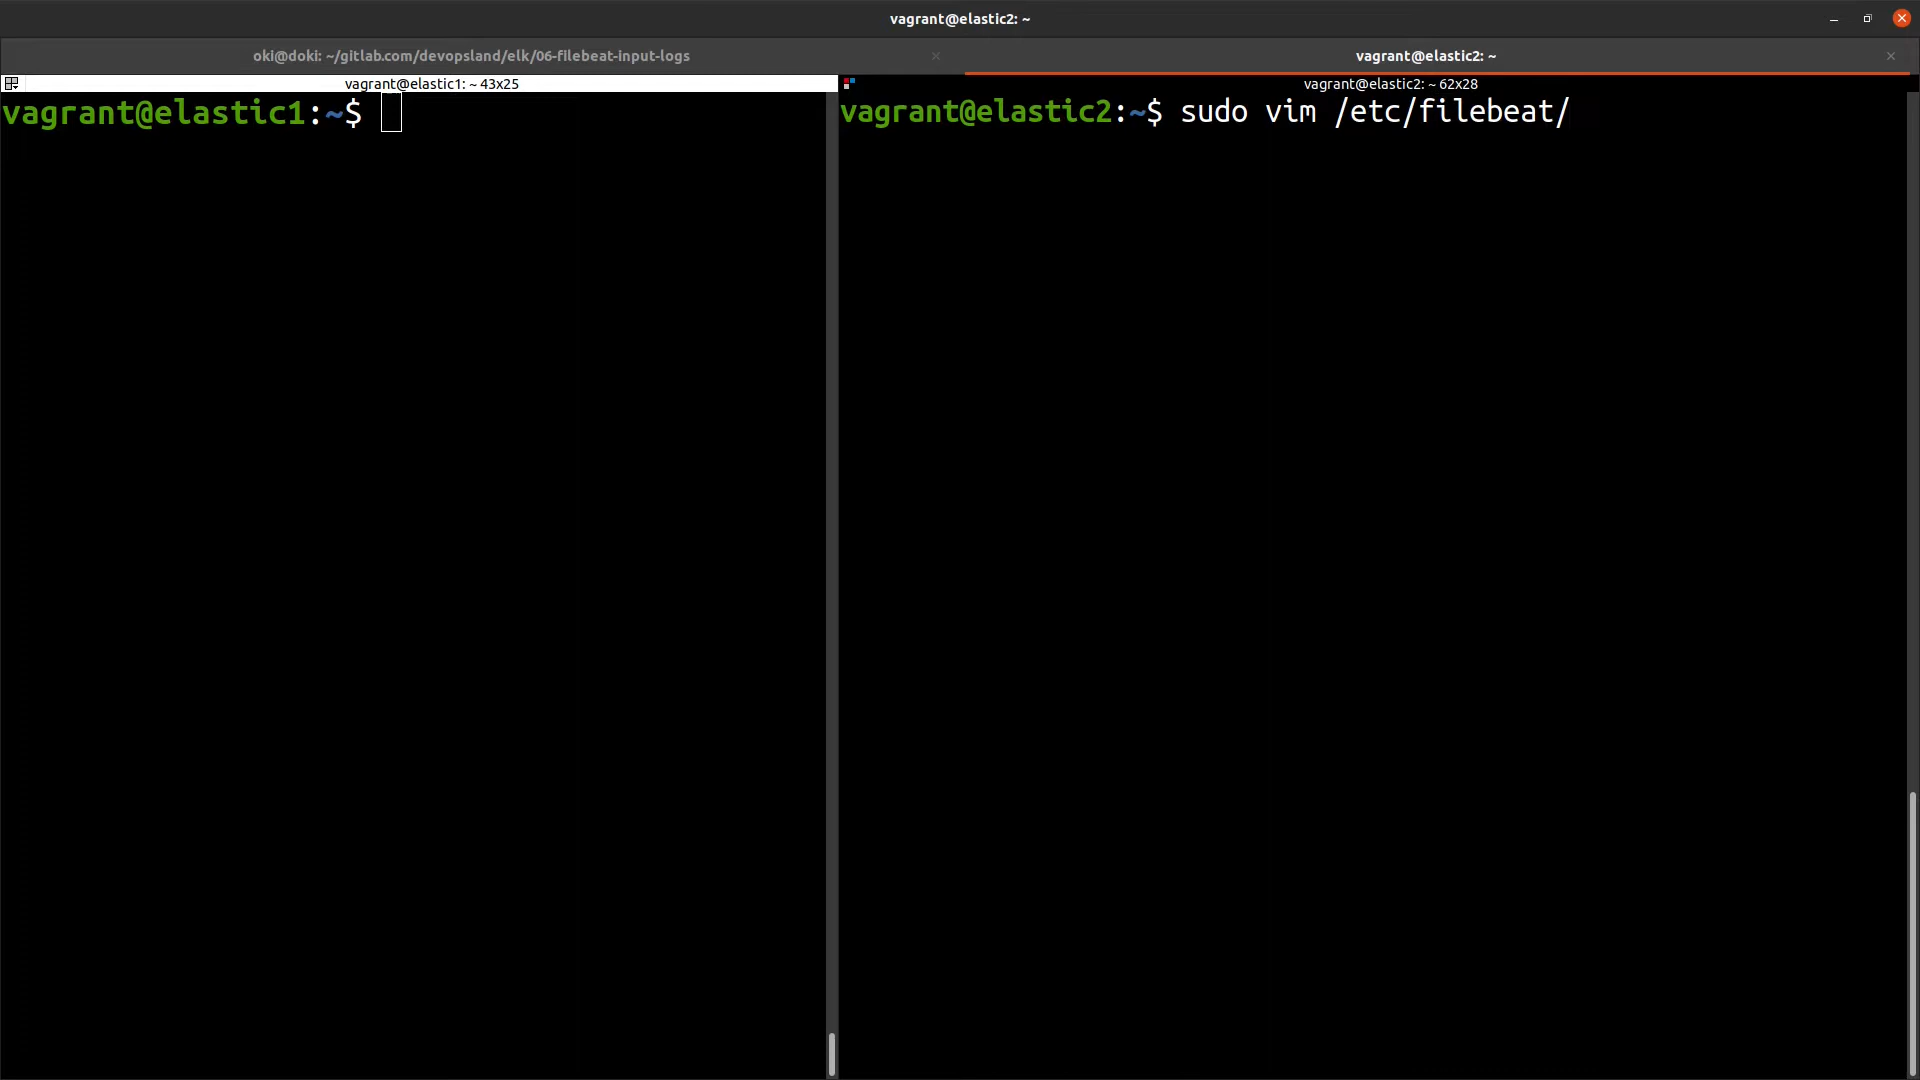 vagrant@elastic2: ~
oki@doki: ~/gitlab.com/devopsland/elk/06-filebeat-input-logs
vagrant@elastic2: ~
vagrant@elastic1: ~ 43x25
vagrant@elastic2: ~ 62x28
vagrant@elastic1:~$
vagrant@elastic2:~$ sudo vim /etc/filebeat/